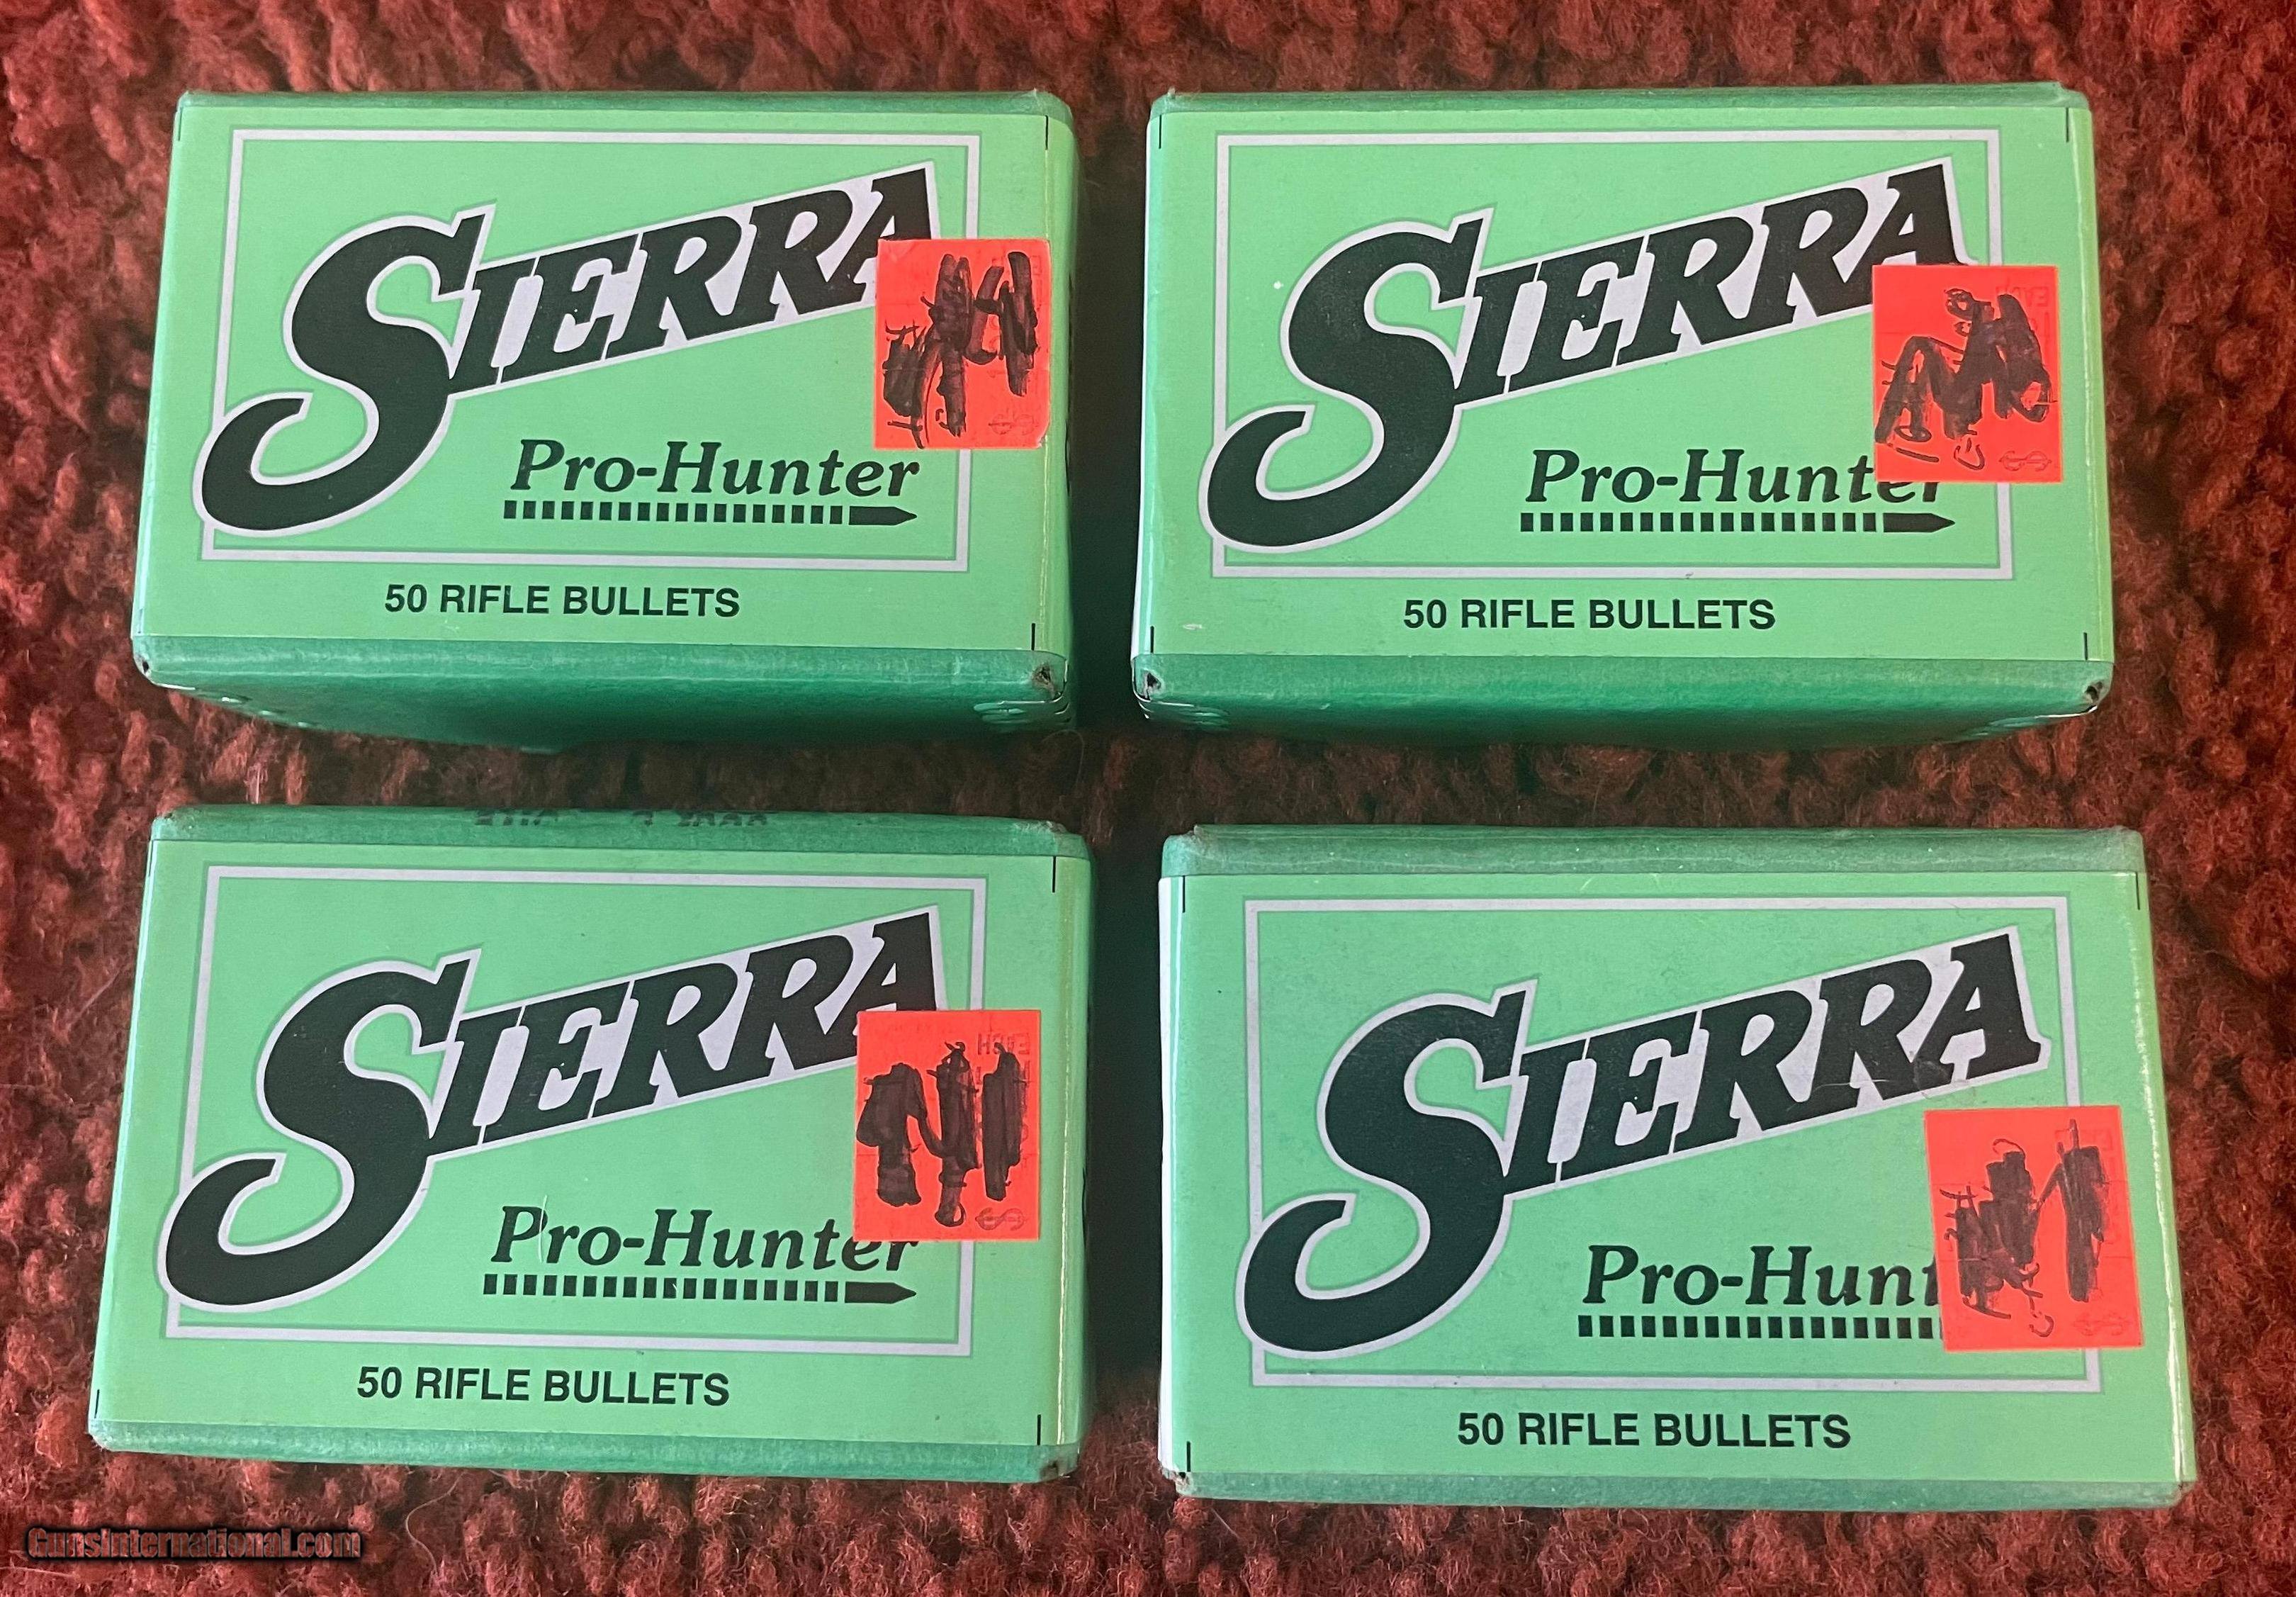 SIERRA
Pro-Hunter
50 RIFLE BULLETS
SIERRA
Pro-Hunter
50 RIFLE BULLETS
SIERRA
EACH
$
Pro-Hunter
50 RIFLE BULLETS
SIERRA
Pro-Hunt
50 RIFLE BULLETS
GunsInternational.com